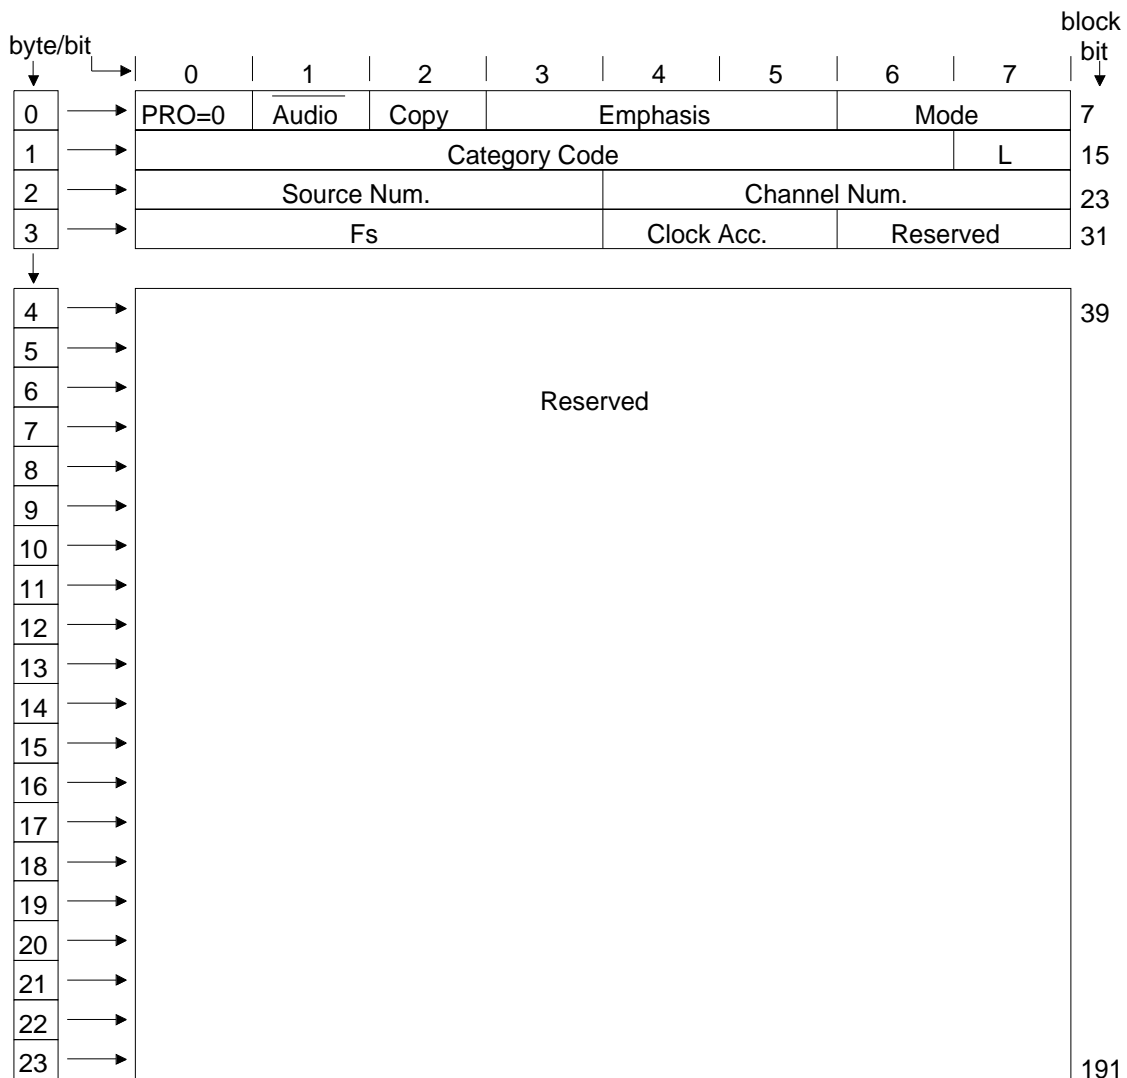 block
byte/bit bit
0 1 2 3 4 5 6 7
0 PRO=0 Audio Copy Emphasis Mode 7
1 Category Code L 15
2 Source Num. Channel Num. 23
3 Fs Clock Acc. Reserved 31
4 39
5
6 Reserved
7
8
9
10
11
12
13
14
15
16
17
18
19
20
21
22
23 191